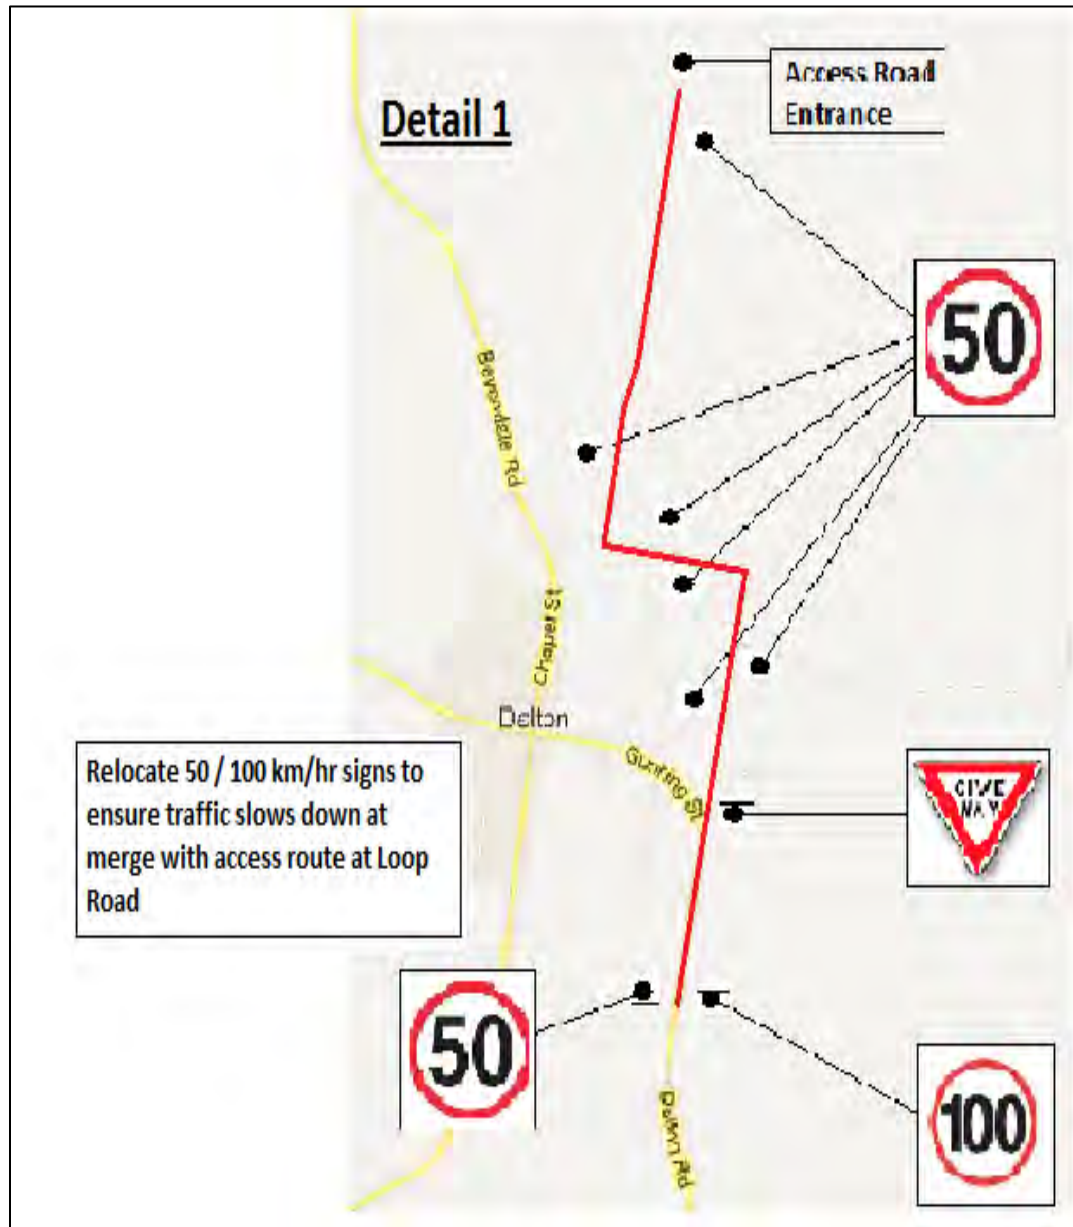 Detail 1
Access Road
Entrance
50
Bevendale Rd
Chapel St
Dalton
Gunning St
Relocate 50 / 100 km/hr signs to
ensure traffic slows down at
merge with access route at Loop
Road
GIVE
WAY
50
100
Dalton Rd